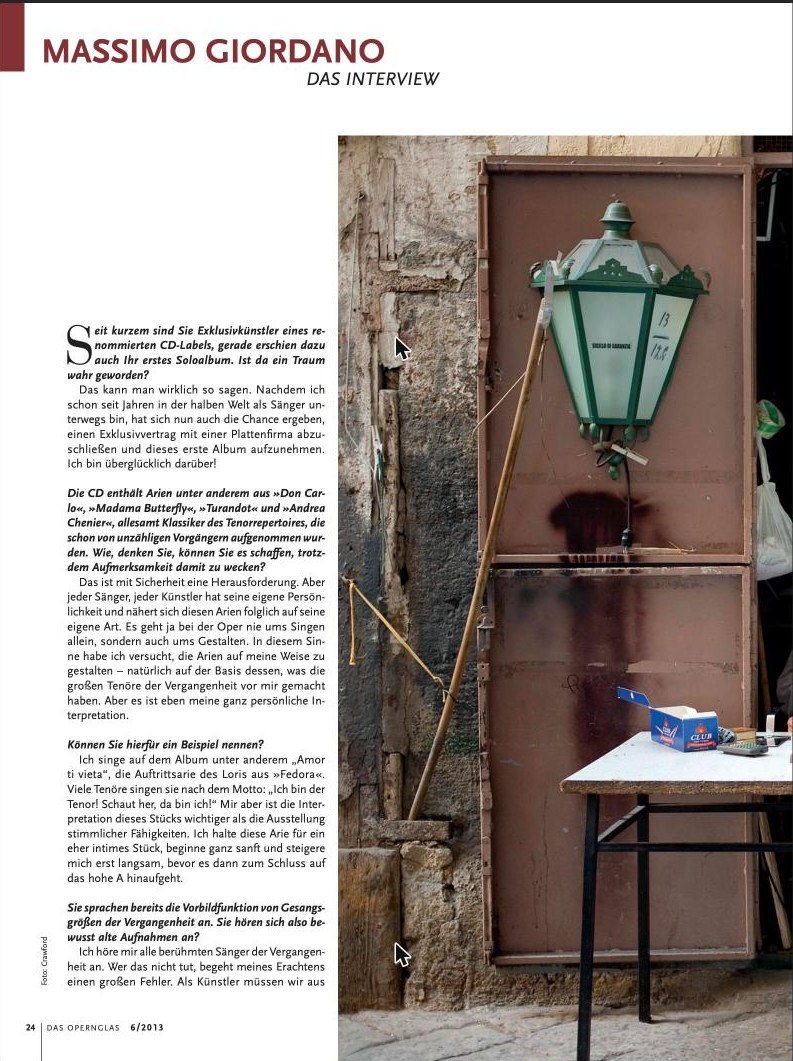 MASSIMO GIORDANO
DAS INTERVIEW
Seit kurzem sind Sie Exklusivkünstler eines re-
nommierten CD-Labels, gerade erschien dazu
auch Ihr erstes Soloalbum. Ist da ein Traum
wahr geworden?
Das kann man wirklich so sagen. Nachdem ich
schon seit Jahren in der halben Welt als Sänger un-
terwegs bin, hat sich nun auch die Chance ergeben,
einen Exklusivvertrag mit einer Plattenfirma abzu-
schließen und dieses erste Album aufzunehmen.
Ich bin überglücklich darüber!
Die CD enthält Arien unter anderem aus »Don Car-
lo«, »Madama Butterfly«, »Turandot« und »Andrea
Chenier«, allesamt Klassiker des Tenorrepertoires, die
schon von unzähligen Vorgängern aufgenommen wur-
den. Wie, denken Sie, können Sie es schaffen, trotz-
dem Aufmerksamkeit damit zu wecken?
Das ist mit Sicherheit eine Herausforderung. Aber
jeder Sänger, jeder Künstler hat seine eigene Persön-
lichkeit und nähert sich diesen Arien folglich auf seine
eigene Art. Es geht ja bei der Oper nie ums Singen
allein, sondern auch ums Gestalten. In diesem Sin-
ne habe ich versucht, die Arien auf meine Weise zu
gestalten – natürlich auf der Basis dessen, was die
großen Tenöre der Vergangenheit vor mir gemacht
haben. Aber es ist eben meine ganz persönliche In-
terpretation.
Können Sie hierfür ein Beispiel nennen?
Ich singe auf dem Album unter anderem „Amor
ti vieta“, die Auftrittsarie des Loris aus »Fedora«.
Viele Tenöre singen sie nach dem Motto: „Ich bin der
Tenor! Schaut her, da bin ich!“ Mir aber ist die Inter-
pretation dieses Stücks wichtiger als die Ausstellung
stimmlicher Fähigkeiten. Ich halte diese Arie für ein
eher intimes Stück, beginne ganz sanft und steigere
mich erst langsam, bevor es dann zum Schluss auf
das hohe A hinaufgeht.
Sie sprachen bereits die Vorbildfunktion von Gesangs-
größen der Vergangenheit an. Sie hören sich also be-
wusst alte Aufnahmen an?
Ich höre mir alle berühmten Sänger der Vergangen-
heit an. Wer das nicht tut, begeht meines Erachtens
einen großen Fehler. Als Künstler müssen wir aus
Foto: Crawford
24 DAS OPERNGLAS 6/2013
13
CLUB